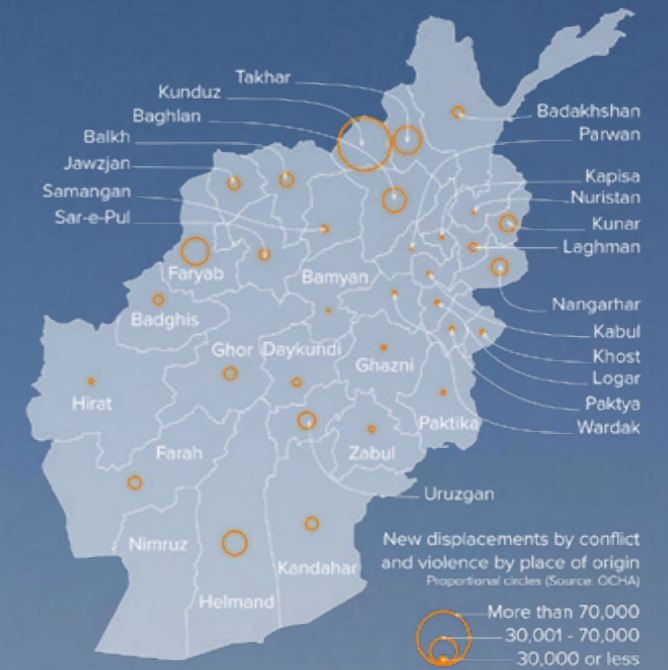 Takhar
Kunduz
Baghlan
Balkh
Jawzjan
Samangan
Sar-e-Pul
Badakhshan
Parwan
Kapisa
Nuristan
Kunar
Laghman
Nangarhar
Kabul
Khost
Logar
Paktya
Wardak
Uruzgan
Faryab
Bamyan
Badghis
Ghor
Daykundi
Ghazni
Hirat
Paktika
Farah
Zabul
Nimruz
Kandahar
Helmand
New displacements by conflict
and violence by place of origin
Proportional circles (Source: OCHA)
More than 70,000
30,001 - 70,000
30,000 or less